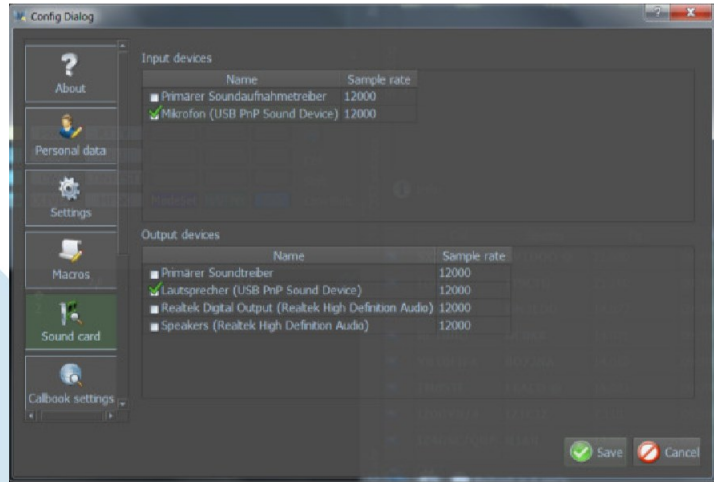 Config Dialog
About
Personal data
Settings
Macros
Sound card
Callbook settings
Input devices
Name Sample rate
Primärer Soundaufnahmetreiber 12000
Mikrofon (USB PnP Sound Device) 12000
Output devices
Name Sample rate
Primärer Soundtreiber 12000
Lautsprecher (USB PnP Sound Device) 12000
Realtek Digital Output (Realtek High Definition Audio) 12000
Speakers (Realtek High Definition Audio) 12000
Save Cancel